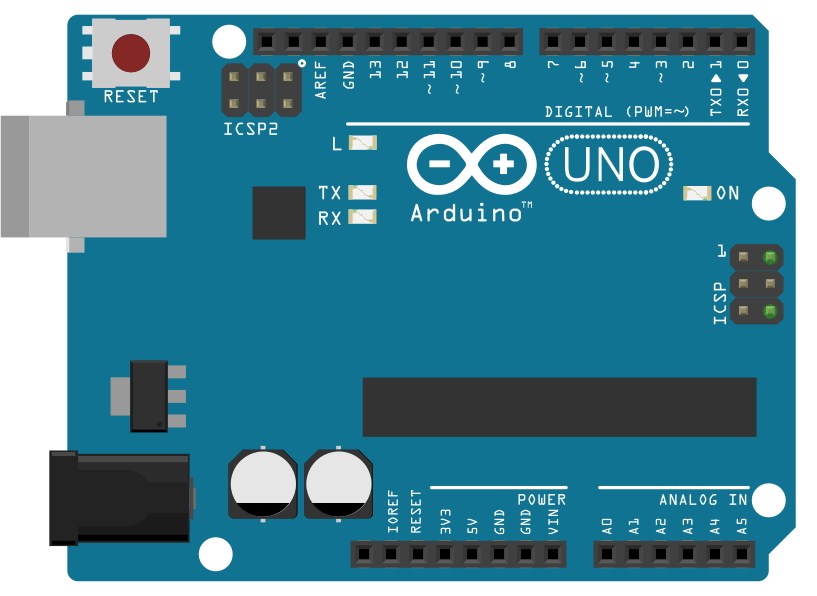 RESET
ICSP2
AREF
GND
13
12
~11
~10
~9
8
7
~6
~5
4
~3
2
TX0▶1
RX0◀0
DIGITAL (PWM=~)
L
TX
RX
Arduino™
UNO
ON
1
ICSP
POWER
ANALOG IN
IOREF
RESET
3V3
5V
GND
GND
VIN
A0
A1
A2
A3
A4
A5